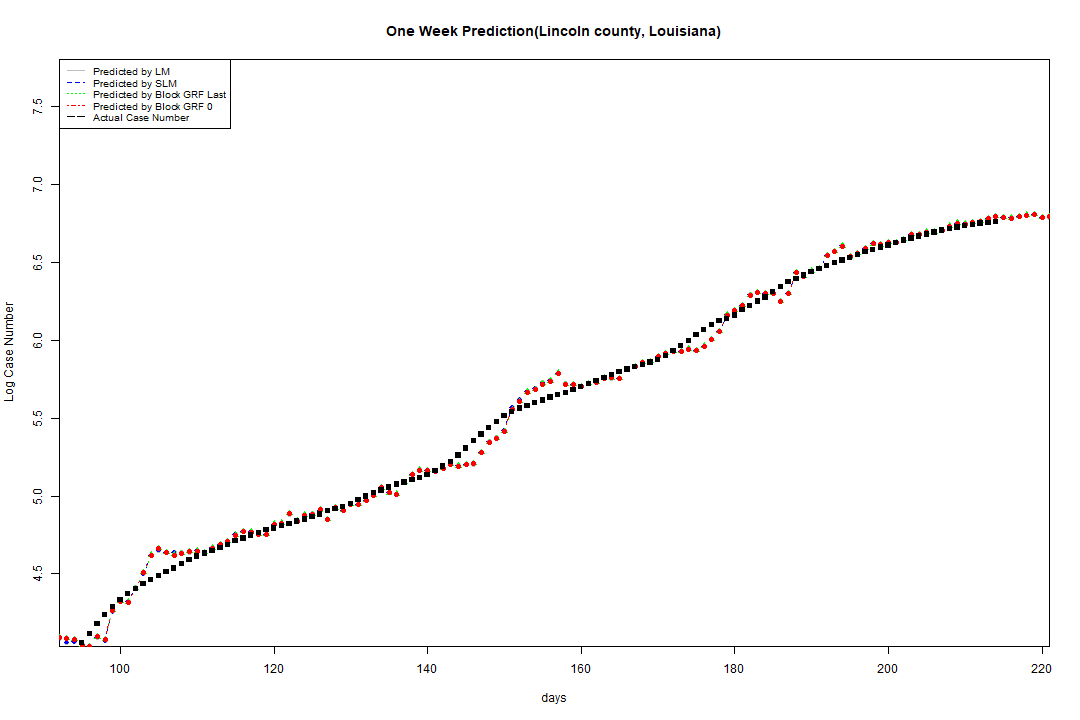 One Week Prediction(Lincoln county, Louisiana)
Predicted by LM
Predicted by SLM
Predicted by Block GRF Last
Predicted by Block GRF 0
Actual Case Number
7.5
7.0
6.5
6.0
5.5
5.0
4.5
Log Case Number
100 120 140 160 180 200 220
days